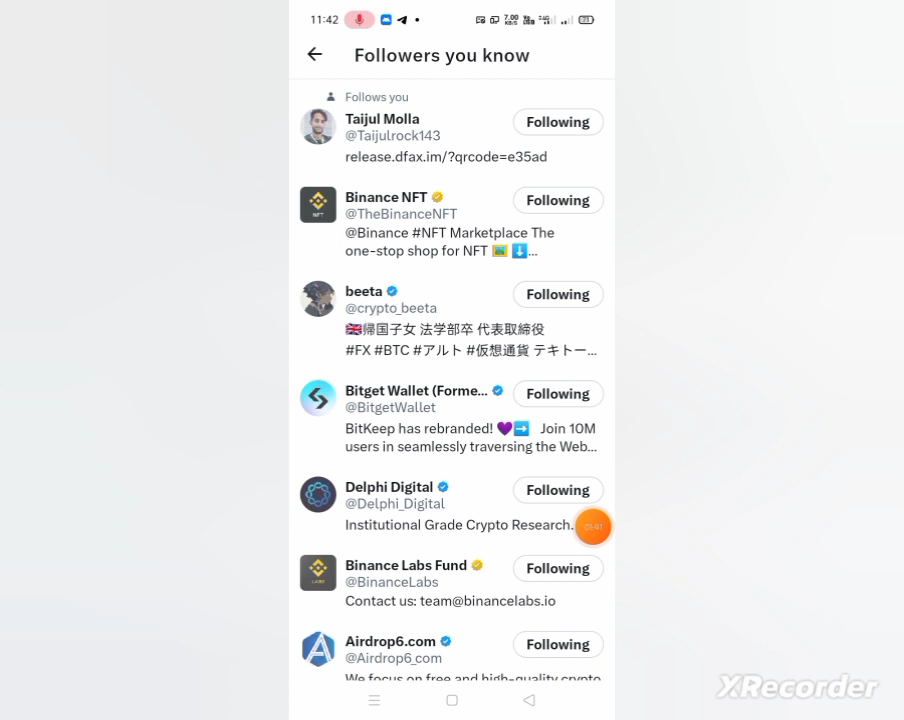 11:42
7.00
KB/S
Followers you know
Follows you
Taijul Molla
Following
@Taijulrock143
release.dfax.im/?qrcode=e35ad
Binance NFT
Following
@TheBinanceNFT
NFT
@Binance #NFT Marketplace The
one-stop shop for NFT 🖼️ ⬇️...
beeta
Following
@crypto_beeta
🇬🇧帰国子女 法学部卒 代表取締役
#FX #BTC #アルト #仮想通貨 テキトー...
Bitget Wallet (Forme...
Following
@BitgetWallet
BitKeep has rebranded! 💜➡️ Join 10M
users in seamlessly traversing the Web...
Delphi Digital
Following
@Delphi_Digital
Institutional Grade Crypto Research.
Binance Labs Fund
Following
@BinanceLabs
LABS
Contact us: team@binancelabs.io
Airdrop6.com
Following
@Airdrop6_com
We focus on free and high-quality crypto
XRecorder